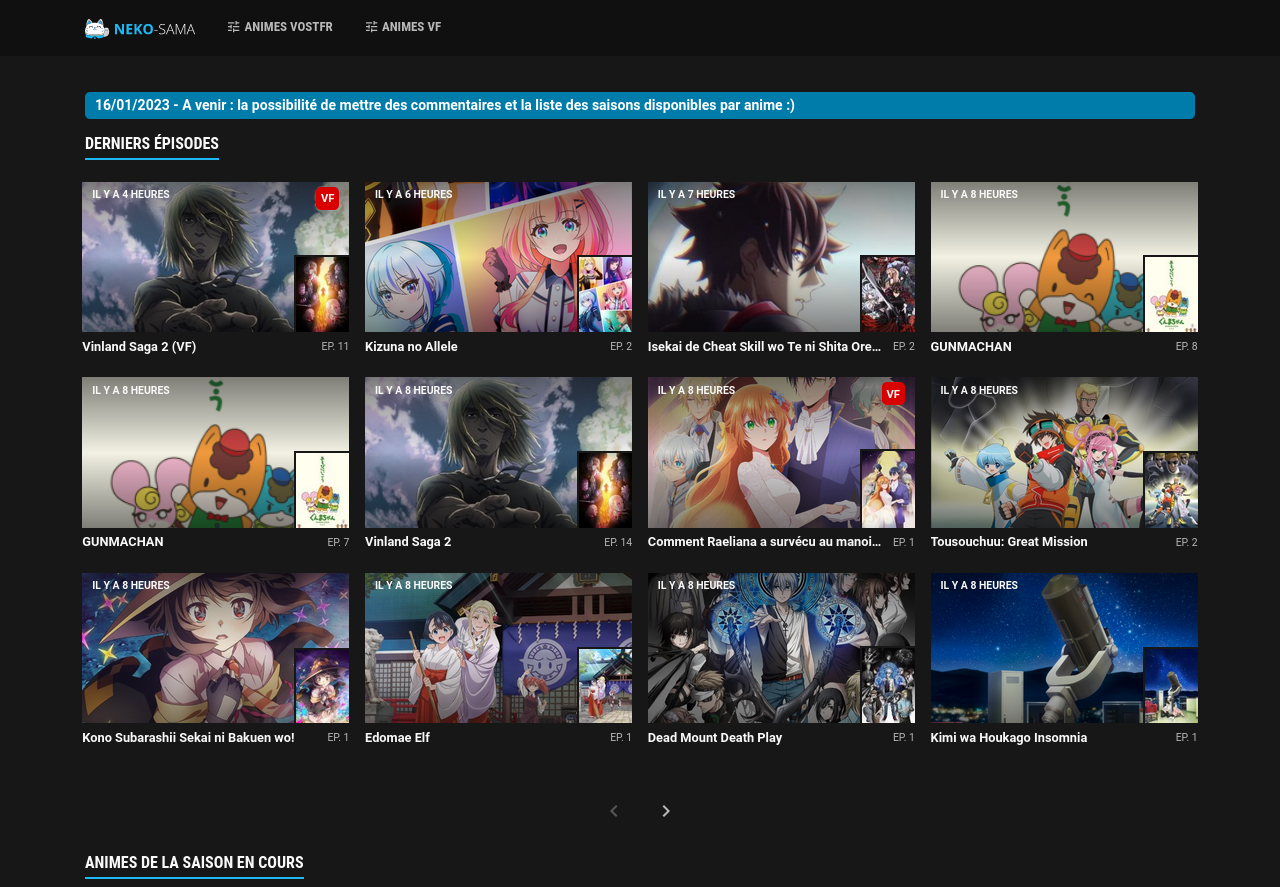 NEKO-SAMA
ANIMES VOSTFR
ANIMES VF
16/01/2023 - A venir : la possibilité de mettre des commentaires et la liste des saisons disponibles par anime :)
DERNIERS ÉPISODES
IL Y A 4 HEURES
VF
IL Y A 6 HEURES
IL Y A 7 HEURES
IL Y A 8 HEURES
Vinland Saga 2 (VF)
EP. 11
Kizuna no Allele
EP. 2
Isekai de Cheat Skill wo Te ni Shita Ore...
EP. 2
GUNMACHAN
EP. 8
IL Y A 8 HEURES
IL Y A 8 HEURES
IL Y A 8 HEURES
VF
IL Y A 8 HEURES
GUNMACHAN
EP. 7
Vinland Saga 2
EP. 14
Comment Raeliana a survécu au manoi...
EP. 1
Tousouchuu: Great Mission
EP. 2
IL Y A 8 HEURES
IL Y A 8 HEURES
IL Y A 8 HEURES
IL Y A 8 HEURES
Kono Subarashii Sekai ni Bakuen wo!
EP. 1
Edomae Elf
EP. 1
Dead Mount Death Play
EP. 1
Kimi wa Houkago Insomnia
EP. 1
ANIMES DE LA SAISON EN COURS